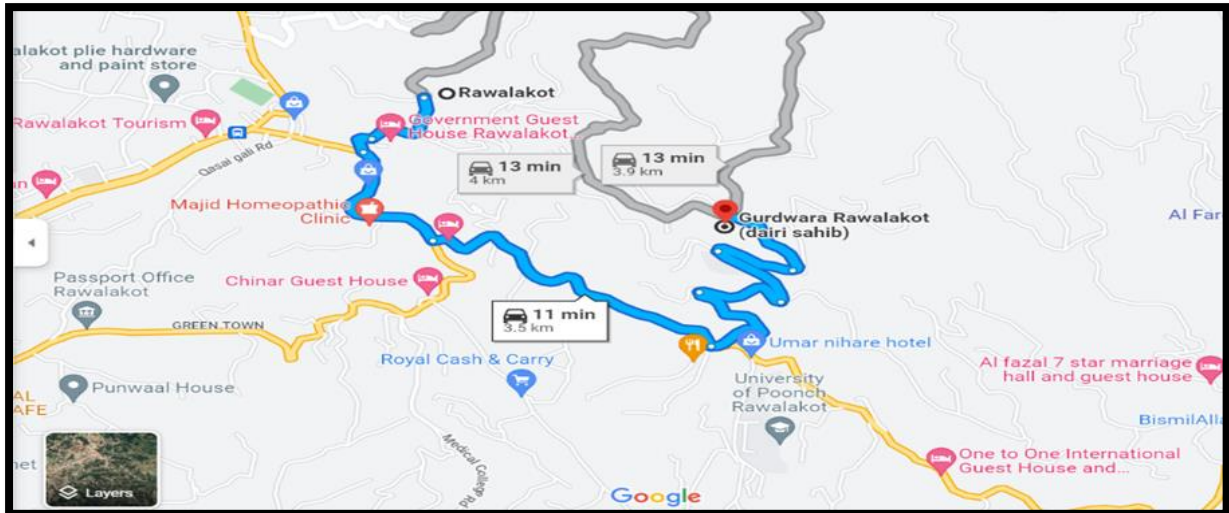 alakot plie hardware
and paint store
Rawalakot
Rawalakot Tourism
Government Guest
House Rawalakot
Qasai gali Rd
13 min
4 km
13 min
3.9 km
Majid Homeopathic
Clinic
Gurdwara Rawalakot
(dairi sahib)
Al Far
Passport Office
Rawalakot
Chinar Guest House
11 min
3.5 km
GREEN TOWN
Royal Cash & Carry
Umar nihare hotel
Al fazal 7 star marriage
hall and guest house
Punwaal House
University
of Poonch
Rawalakot
AL
AFE
BismilAlla
Medical College Rd
One to One International
Guest House and...
net
Layers
Google